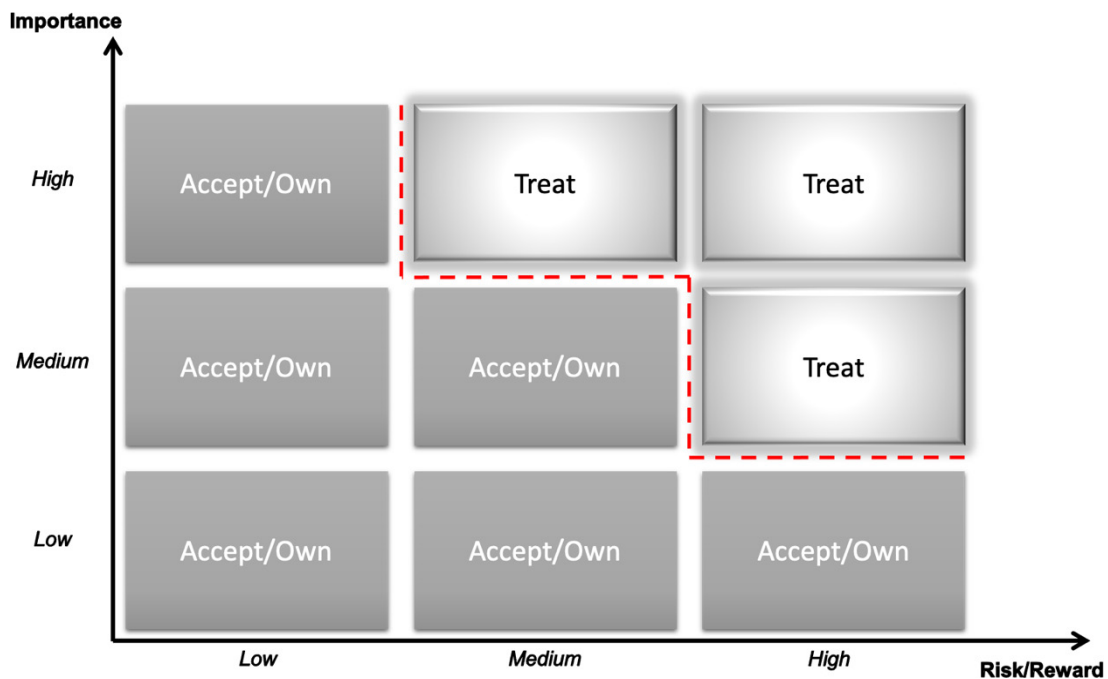 Importance
High
Accept/Own
Treat
Treat
Medium
Accept/Own
Accept/Own
Treat
Low
Accept/Own
Accept/Own
Accept/Own
Low
Medium
High
Risk/Reward